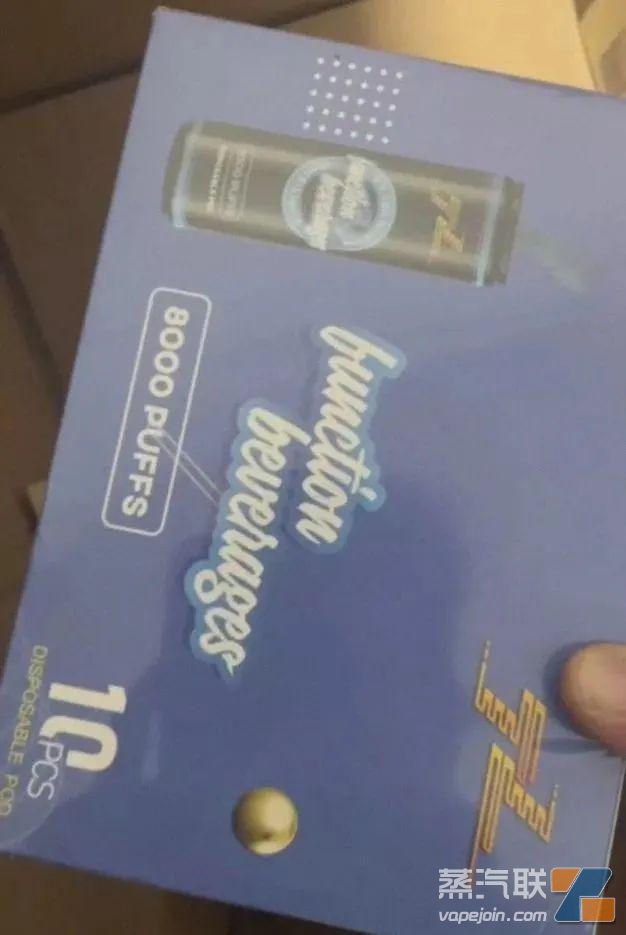 function
beverages
8000 PUFFS
10
PCS
DISPOSABLE POD
蒸汽联
vapejoin.com